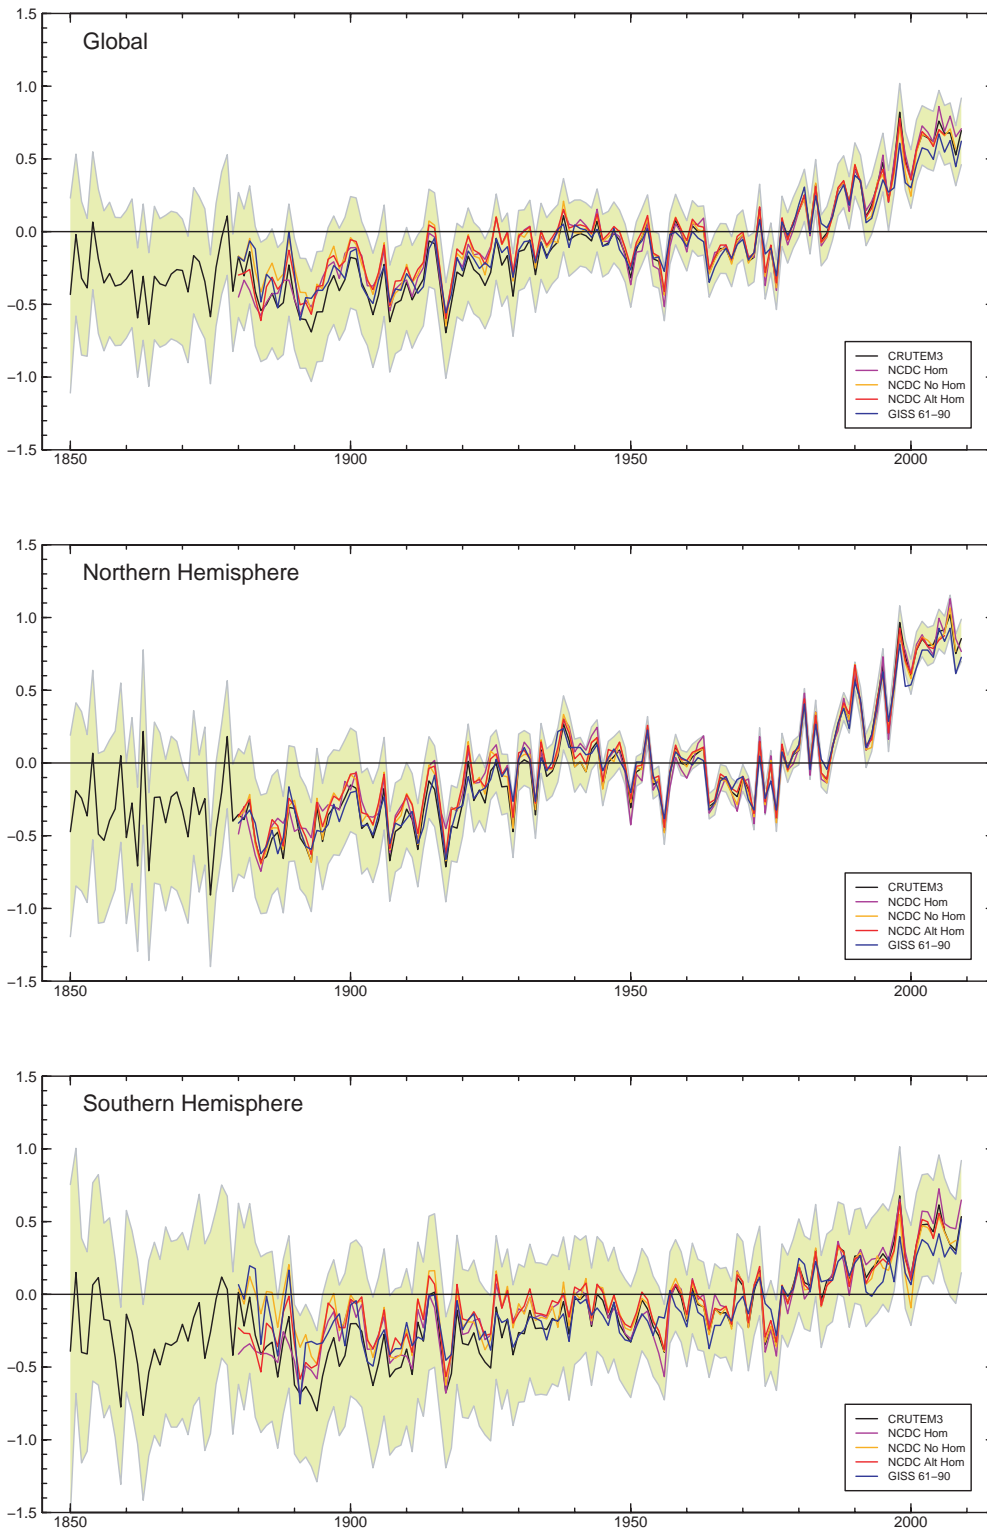 Global
1.5
1.0
0.5
0.0
−0.5
−1.0
−1.5
1850 1900 1950 2000
CRUTEM3
NCDC Hom
NCDC No Hom
NCDC Alt Hom
GISS 61−90
Northern Hemisphere
1.5
1.0
0.5
0.0
−0.5
−1.0
−1.5
1850 1900 1950 2000
CRUTEM3
NCDC Hom
NCDC No Hom
NCDC Alt Hom
GISS 61−90
Southern Hemisphere
1.5
1.0
0.5
0.0
−0.5
−1.0
−1.5
1850 1900 1950 2000
CRUTEM3
NCDC Hom
NCDC No Hom
NCDC Alt Hom
GISS 61−90